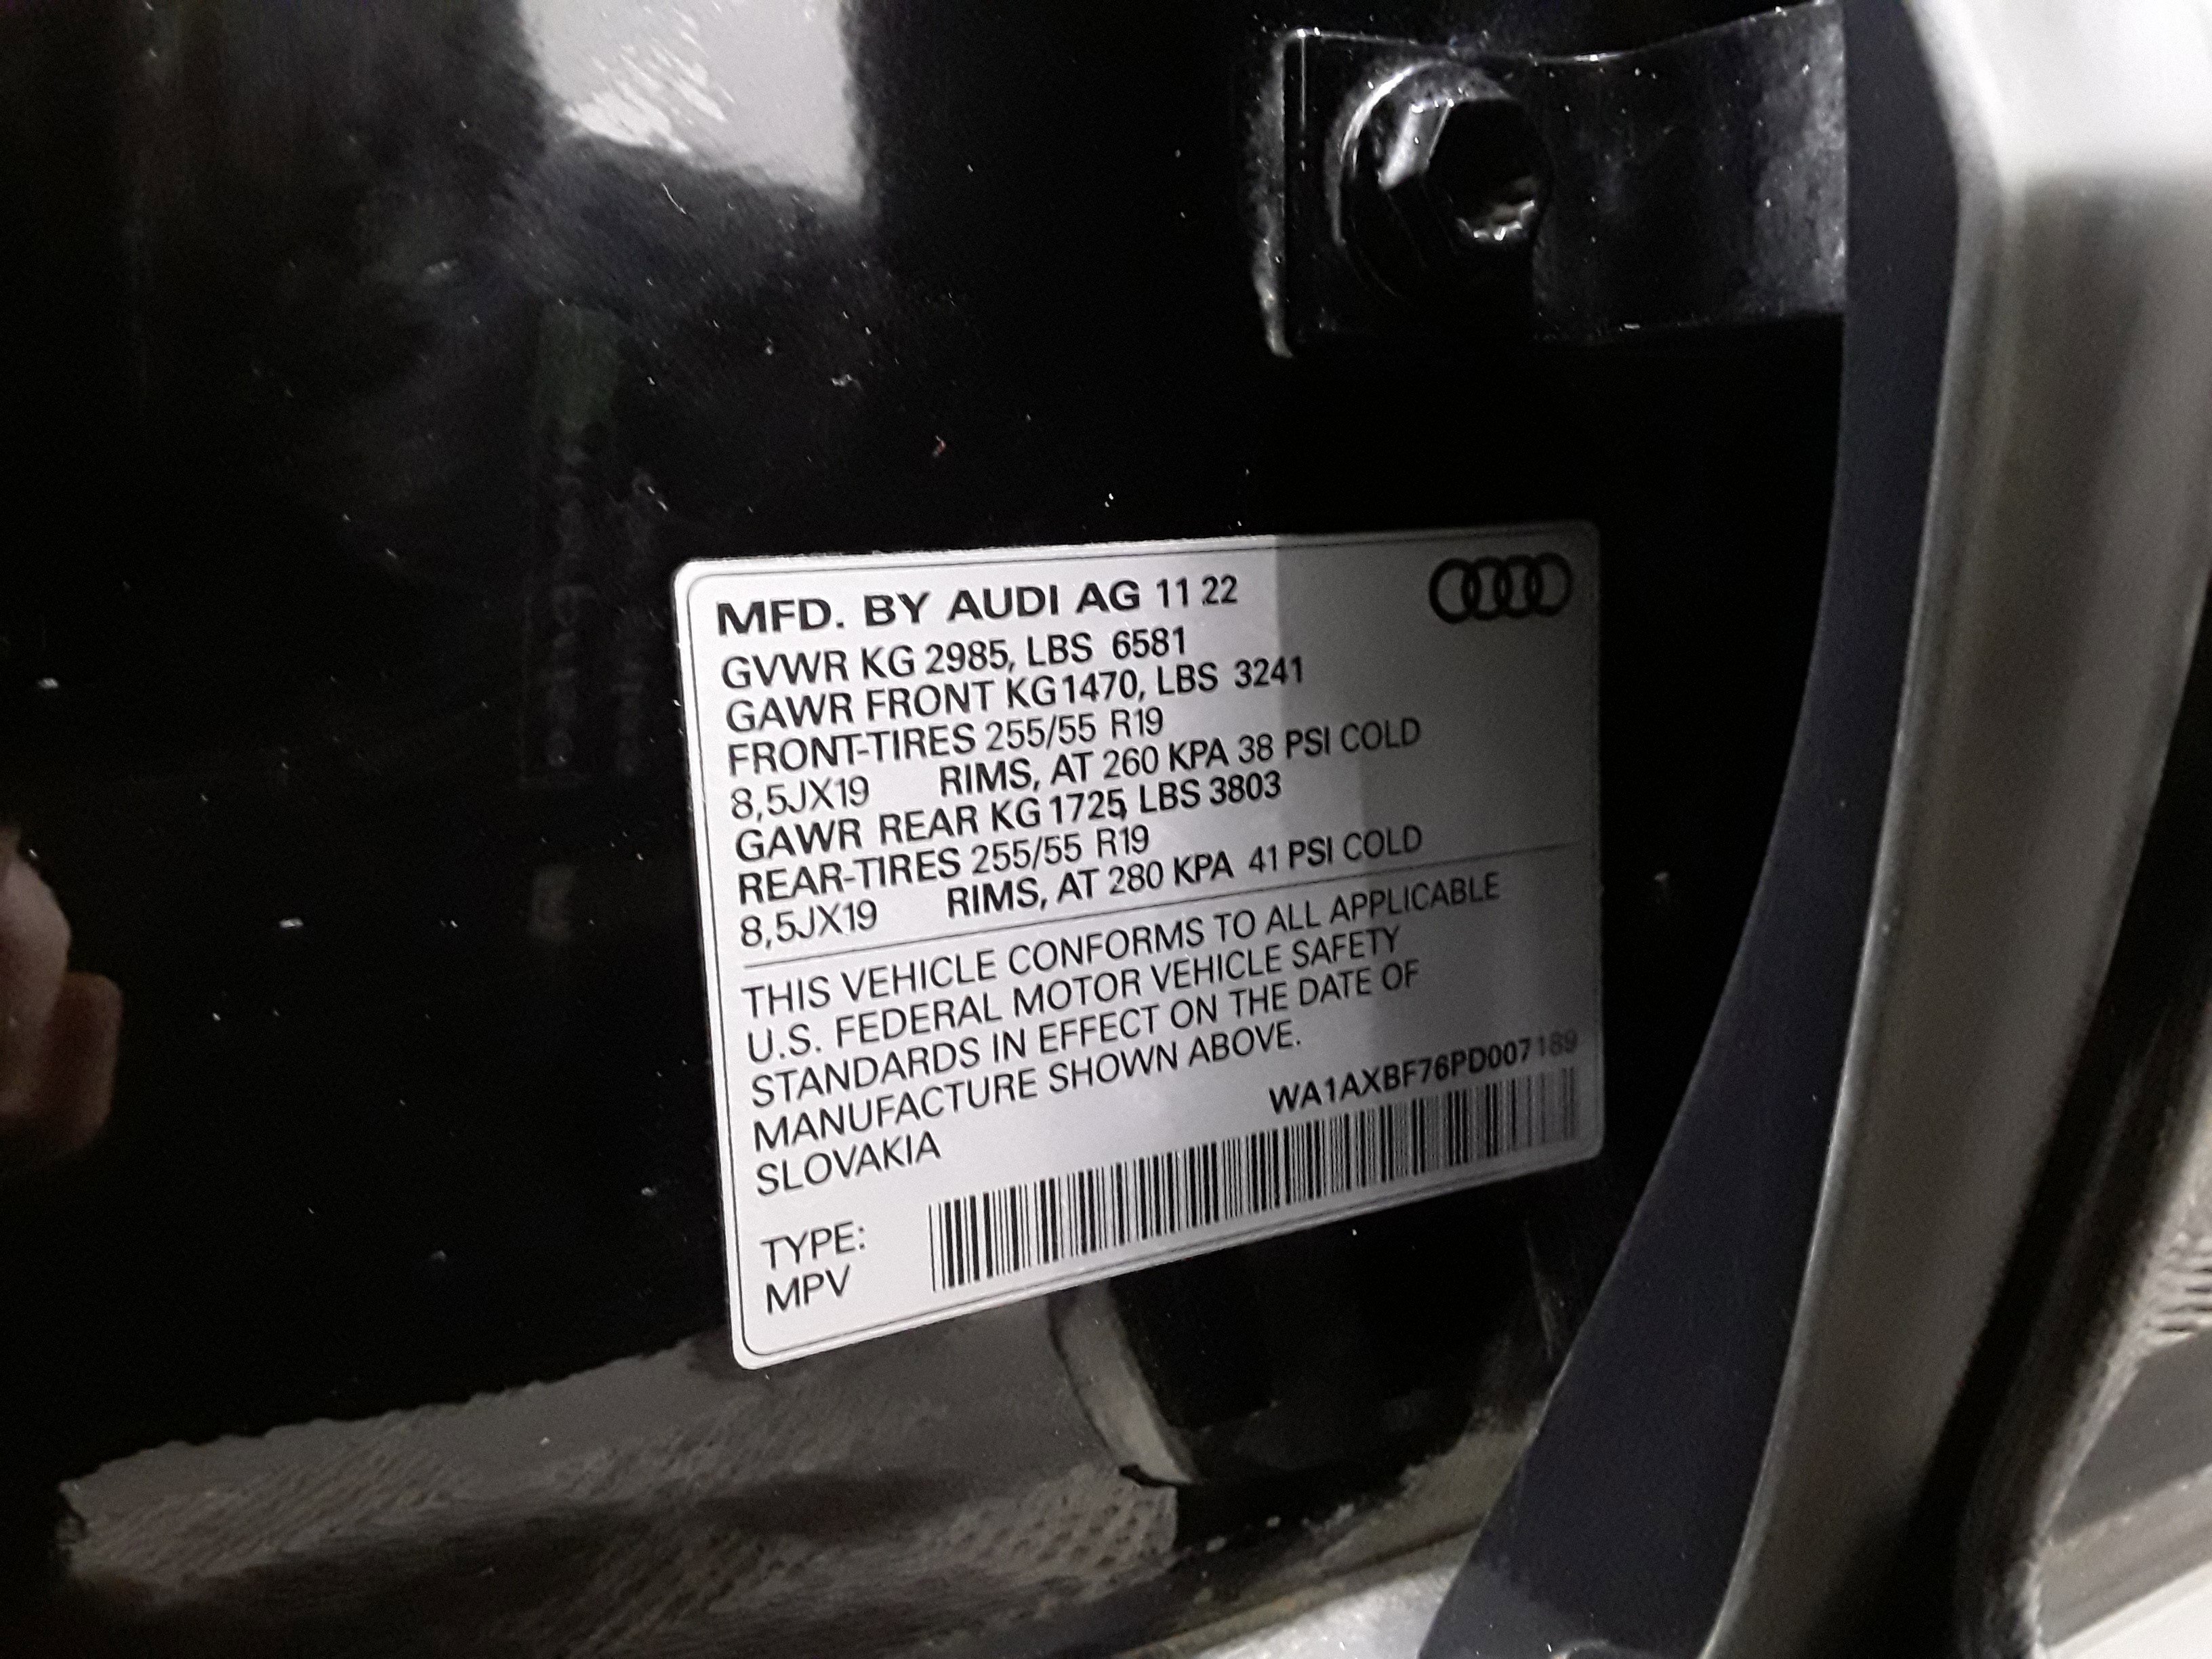 MFD. BY AUDI AG 11 22
GVWR KG 2985, LBS 6581
GAWR FRONT KG 1470, LBS 3241
FRONT-TIRES 255/55 R19
8,5JX19 RIMS, AT 260 KPA 38 PSI COLD
GAWR REAR KG 1725, LBS 3803
REAR-TIRES 255/55 R19
8,5JX19 RIMS, AT 280 KPA 41 PSI COLD
THIS VEHICLE CONFORMS TO ALL APPLICABLE
U.S. FEDERAL MOTOR VEHICLE SAFETY
STANDARDS IN EFFECT ON THE DATE OF
MANUFACTURE SHOWN ABOVE.
SLOVAKIA
WA1AXBF76PD007189
TYPE:
MPV